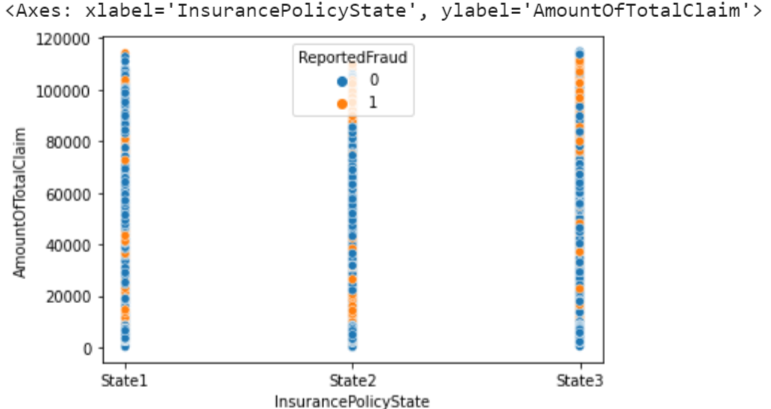 <Axes: xlabel='InsurancePolicyState', ylabel='AmountOfTotalClaim'>
120000
100000
80000
60000
40000
20000
0
AmountOfTotalClaim
ReportedFraud
0
1
State1 State2 State3
InsurancePolicyState